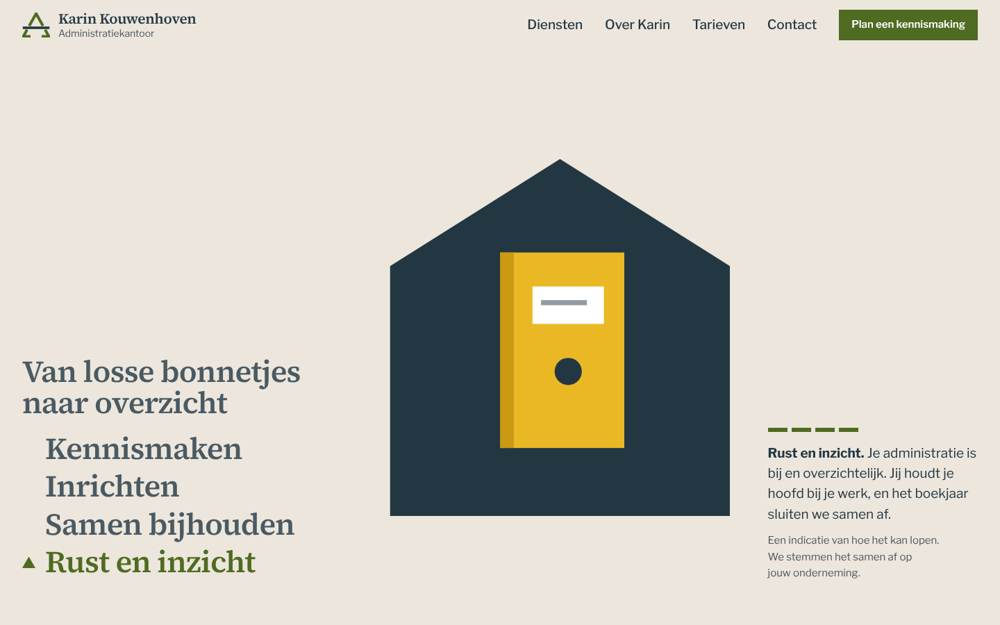 Karin Kouwenhoven
Administratiekantoor
Diensten
Over Karin
Tarieven
Contact
Plan een kennismaking
Van losse bonnetjes
naar overzicht
Kennismaken
Inrichten
Samen bijhouden
Rust en inzicht
Rust en inzicht. Je administratie is
bij en overzichtelijk. Jij houdt je
hoofd bij je werk, en het boekjaar
sluiten we samen af.
Een indicatie van hoe het kan lopen.
We stemmen het samen af op
jouw onderneming.